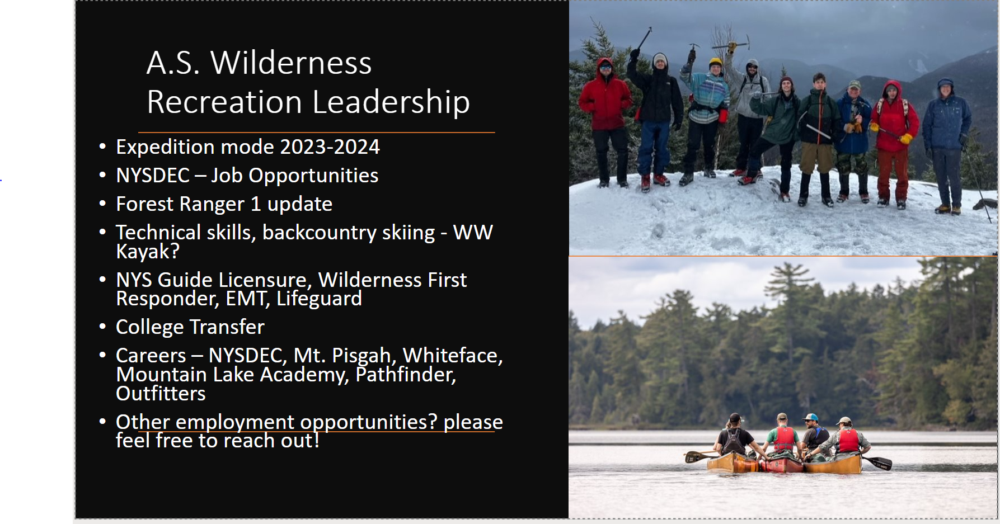 A.S. Wilderness
Recreation Leadership
• Expedition mode 2023-2024
• NYSDEC – Job Opportunities
• Forest Ranger 1 update
• Technical skills, backcountry skiing - WW
Kayak?
• NYS Guide Licensure, Wilderness First
Responder, EMT, Lifeguard
• College Transfer
• Careers – NYSDEC, Mt. Pisgah, Whiteface,
Mountain Lake Academy, Pathfinder,
Outfitters
• Other employment opportunities? please
feel free to reach out!